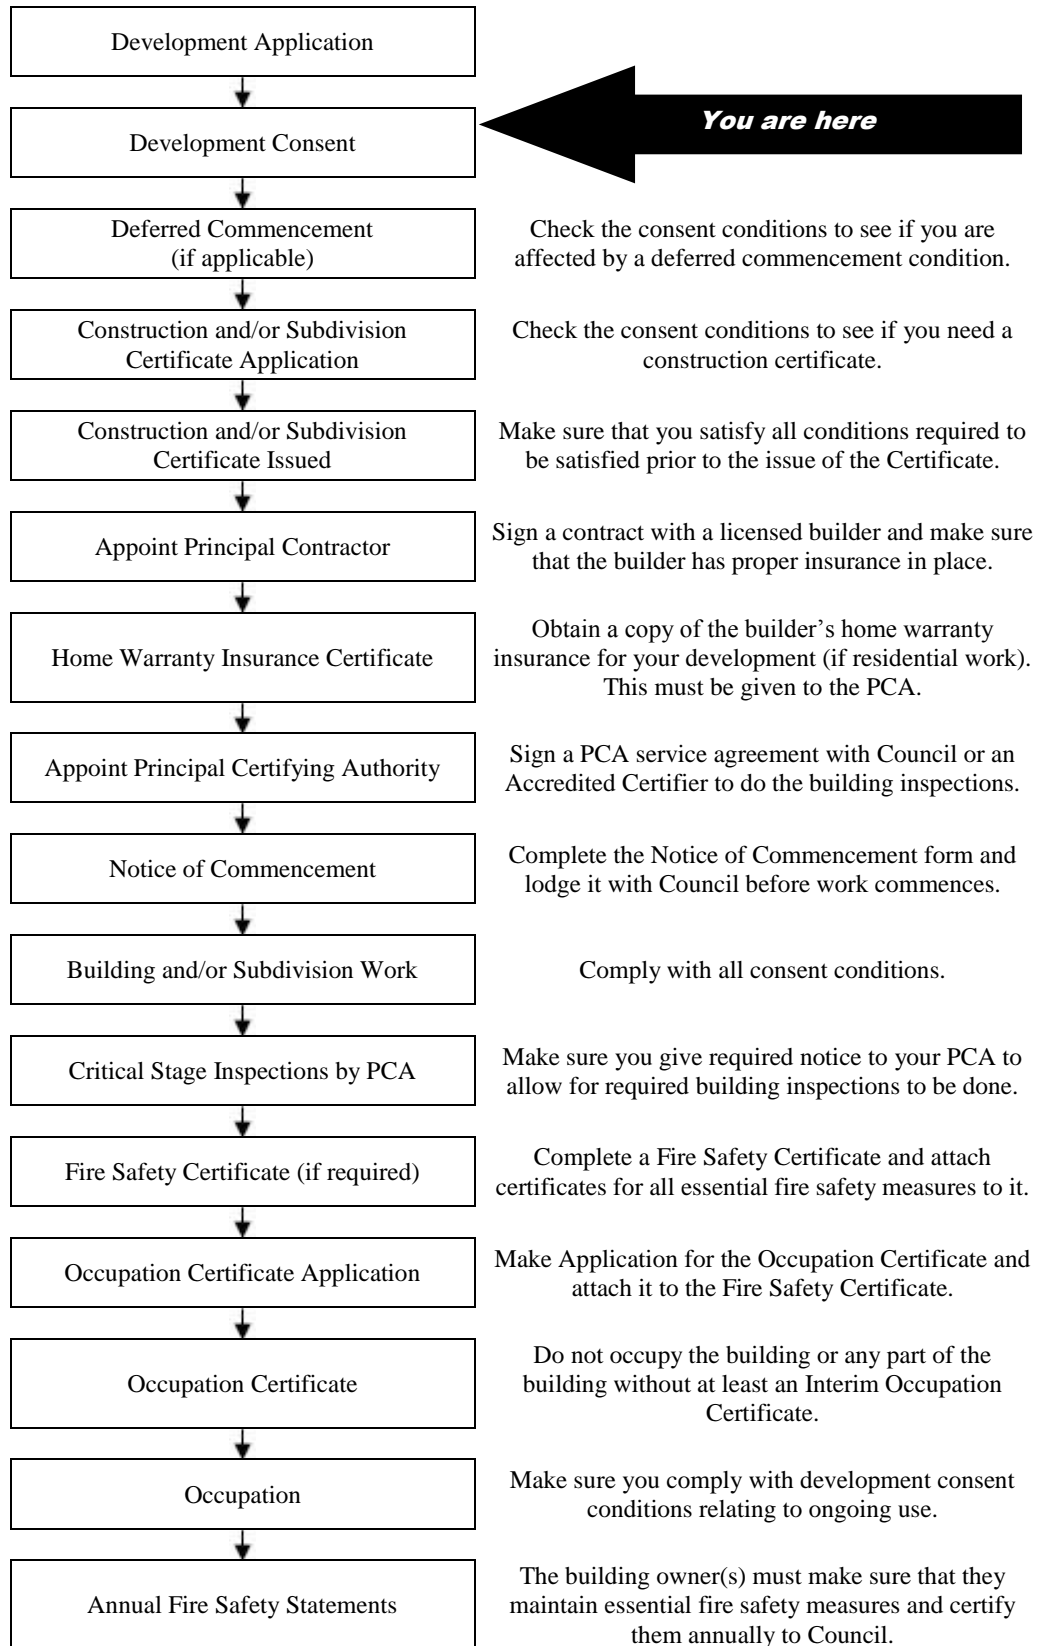 Development Application
Development Consent
You are here
Deferred Commencement
(if applicable)
Check the consent conditions to see if you are
affected by a deferred commencement condition.
Construction and/or Subdivision
Certificate Application
Check the consent conditions to see if you need a
construction certificate.
Construction and/or Subdivision
Certificate Issued
Make sure that you satisfy all conditions required to
be satisfied prior to the issue of the Certificate.
Appoint Principal Contractor
Sign a contract with a licensed builder and make sure
that the builder has proper insurance in place.
Home Warranty Insurance Certificate
Obtain a copy of the builder’s home warranty
insurance for your development (if residential work).
This must be given to the PCA.
Appoint Principal Certifying Authority
Sign a PCA service agreement with Council or an
Accredited Certifier to do the building inspections.
Notice of Commencement
Complete the Notice of Commencement form and
lodge it with Council before work commences.
Building and/or Subdivision Work
Comply with all consent conditions.
Critical Stage Inspections by PCA
Make sure you give required notice to your PCA to
allow for required building inspections to be done.
Fire Safety Certificate (if required)
Complete a Fire Safety Certificate and attach
certificates for all essential fire safety measures to it.
Occupation Certificate Application
Make Application for the Occupation Certificate and
attach it to the Fire Safety Certificate.
Occupation Certificate
Do not occupy the building or any part of the
building without at least an Interim Occupation
Certificate.
Occupation
Make sure you comply with development consent
conditions relating to ongoing use.
Annual Fire Safety Statements
The building owner(s) must make sure that they
maintain essential fire safety measures and certify
them annually to Council.